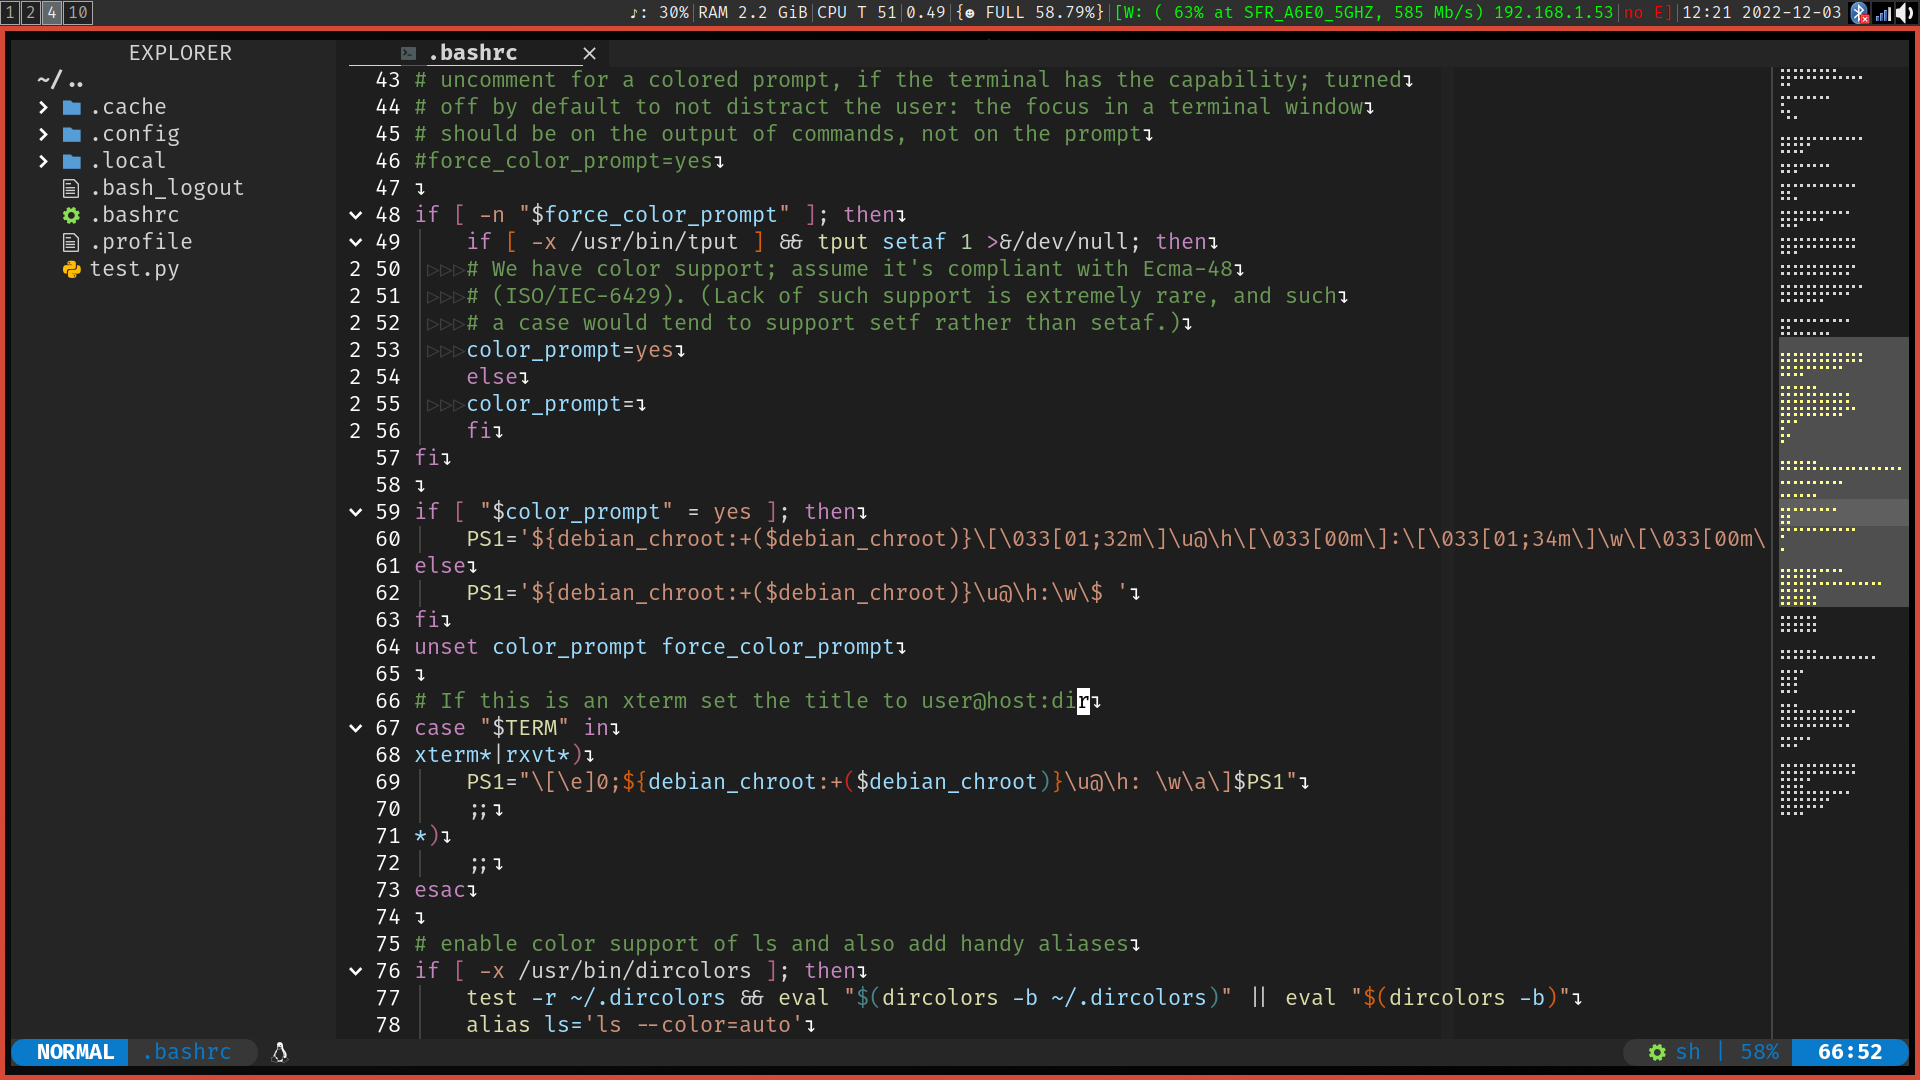 1 2 4 10 ♪: 30%|RAM 2.2 GiB|CPU T 51|0.49|{☻ FULL 58.79%}|[W: ( 63% at SFR_A6E0_5GHZ, 585 Mb/s) 192.168.1.53|no E]|12:21 2022-12-03
EXPLORER
~/..
.cache
.config
.local
.bash_logout
.bashrc
.profile
test.py
.bashrc ×
43 # uncomment for a colored prompt, if the terminal has the capability; turned↴
44 # off by default to not distract the user: the focus in a terminal window↴
45 # should be on the output of commands, not on the prompt↴
46 #force_color_prompt=yes↴
47 ↴
48 if [ -n "$force_color_prompt" ]; then↴
49     if [ -x /usr/bin/tput ] && tput setaf 1 >&/dev/null; then↴
2 50 ▷▷▷# We have color support; assume it's compliant with Ecma-48↴
2 51 ▷▷▷# (ISO/IEC-6429). (Lack of such support is extremely rare, and such↴
2 52 ▷▷▷# a case would tend to support setf rather than setaf.)↴
2 53 ▷▷▷color_prompt=yes↴
2 54     else↴
2 55 ▷▷▷color_prompt=↴
2 56     fi↴
57 fi↴
58 ↴
59 if [ "$color_prompt" = yes ]; then↴
60     PS1='${debian_chroot:+($debian_chroot)}\[\033[01;32m\]\u@\h\[\033[00m\]:\[\033[01;34m\]\w\[\033[00m\
61 else↴
62     PS1='${debian_chroot:+($debian_chroot)}\u@\h:\w\$ '↴
63 fi↴
64 unset color_prompt force_color_prompt↴
65 ↴
66 # If this is an xterm set the title to user@host:dir↴
67 case "$TERM" in↴
68 xterm*|rxvt*)↴
69     PS1="\[\e]0;${debian_chroot:+($debian_chroot)}\u@\h: \w\a\]$PS1"↴
70     ;;↴
71 *)↴
72     ;;↴
73 esac↴
74 ↴
75 # enable color support of ls and also add handy aliases↴
76 if [ -x /usr/bin/dircolors ]; then↴
77     test -r ~/.dircolors && eval "$(dircolors -b ~/.dircolors)" || eval "$(dircolors -b)"↴
78     alias ls='ls --color=auto'↴
NORMAL .bashrc sh | 58% 66:52